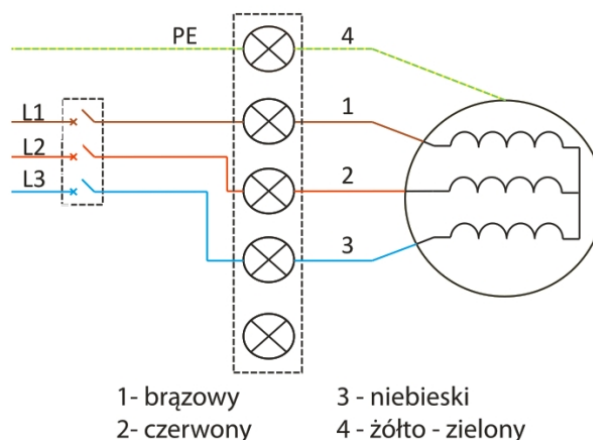 PE 4
L1 1
L2 2
L3 3
1- brązowy 3 - niebieski
2- czerwony 4 - żółto - zielony